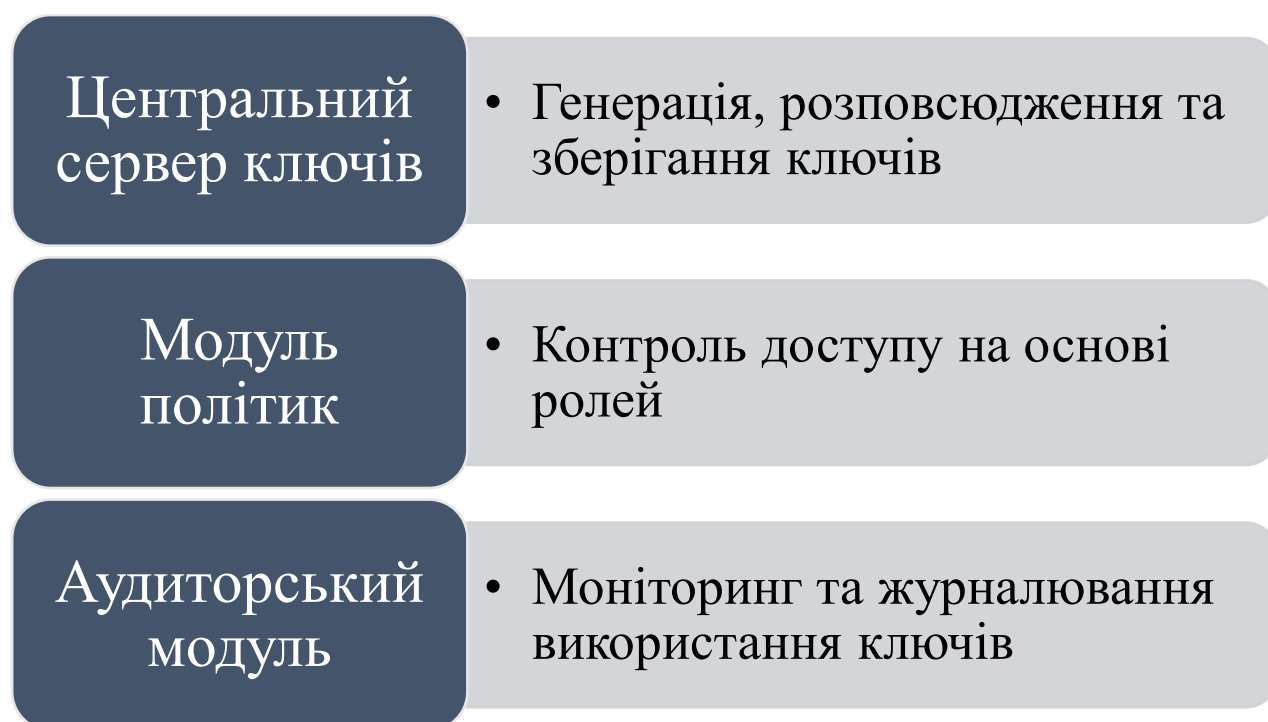 Центральний
сервер ключів
• Генерація, розповсюдження та
зберігання ключів
Модуль
політик
• Контроль доступу на основі
ролей
Аудиторський
модуль
• Моніторинг та журналювання
використання ключів